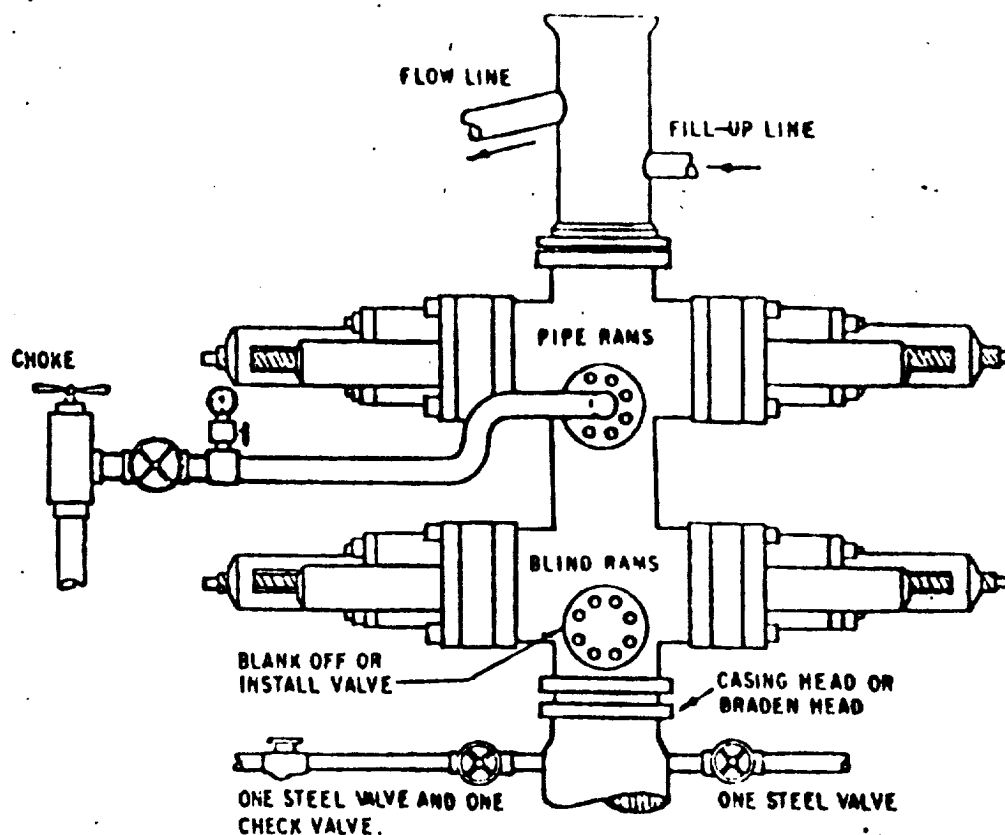 FLOW LINE
FILL-UP LINE
PIPE RAMS
CHOKE
BLIND RAMS
BLANK OFF OR
INSTALL VALVE
CASING HEAD OR
BRADEN HEAD
ONE STEEL VALVE AND ONE
CHECK VALVE.
ONE STEEL VALVE